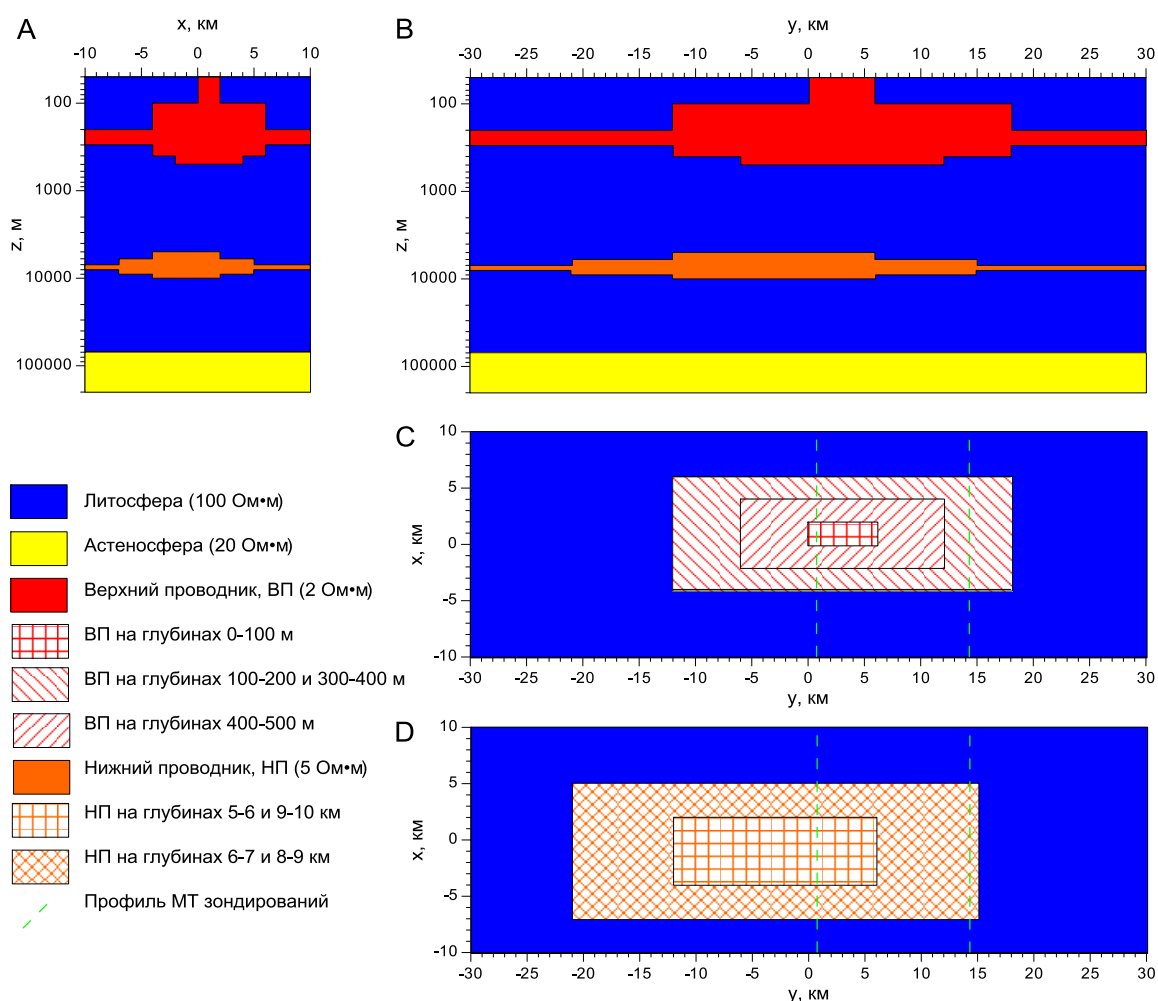 A
x, км
-10 -5 0 5 10
z, м
100
1000
10000
100000
B
y, км
-30 -25 -20 -15 -10 -5 0 5 10 15 20 25 30
z, м
100
1000
10000
100000
C
x, км
10
5
0
-5
-10
-30 -25 -20 -15 -10 -5 0 5 10 15 20 25 30
y, км
D
x, км
10
5
0
-5
-10
-30 -25 -20 -15 -10 -5 0 5 10 15 20 25 30
y, км
Литосфера (100 Ом•м)
Астеносфера (20 Ом•м)
Верхний проводник, ВП (2 Ом•м)
ВП на глубинах 0-100 м
ВП на глубинах 100-200 и 300-400 м
ВП на глубинах 400-500 м
Нижний проводник, НП (5 Ом•м)
НП на глубинах 5-6 и 9-10 км
НП на глубинах 6-7 и 8-9 км
Профиль МТ зондирований